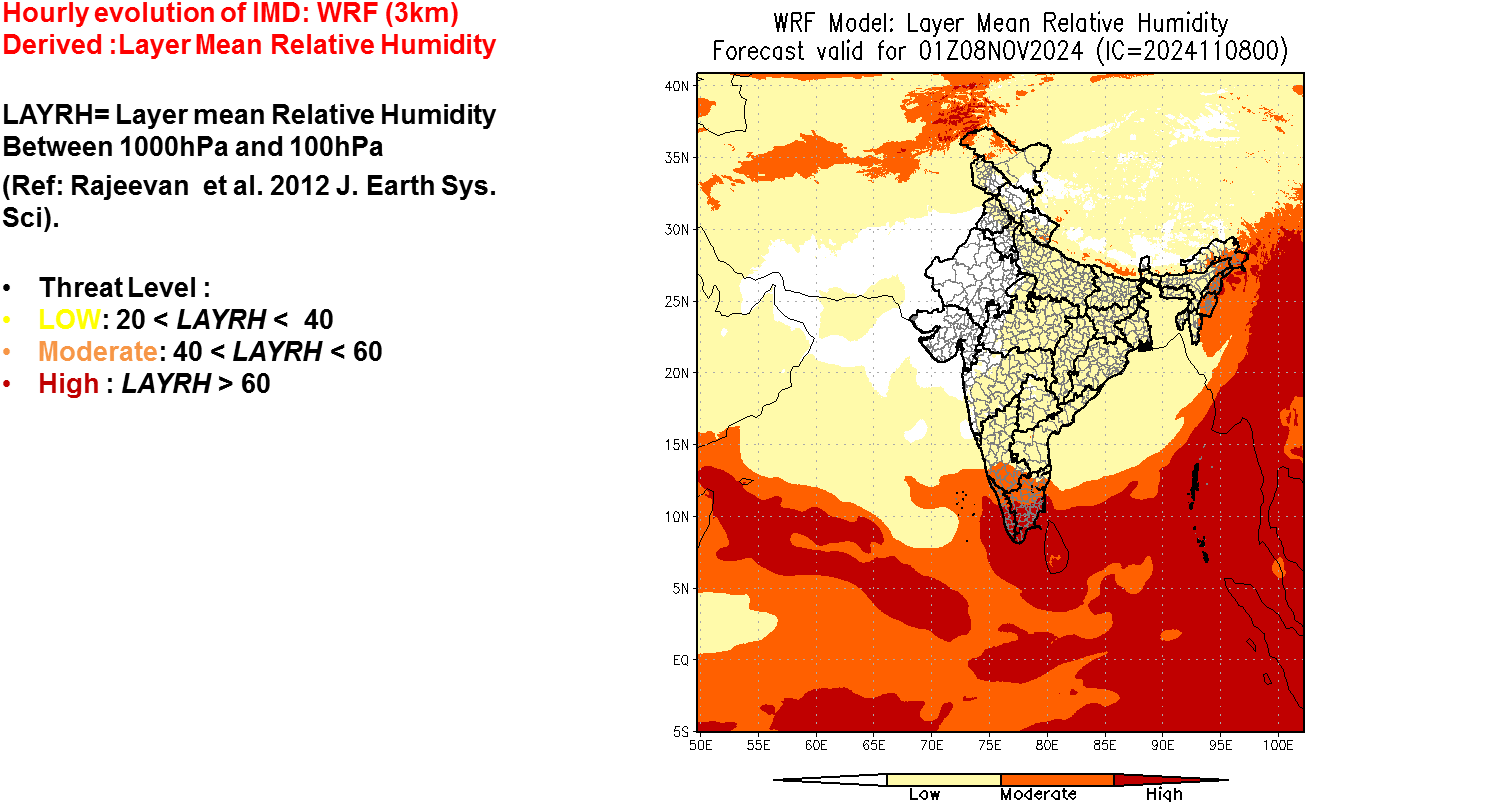 Hourly evolution of IMD: WRF (3km)
Derived :Layer Mean Relative Humidity
LAYRH= Layer mean Relative Humidity
Between 1000hPa and 100hPa
(Ref: Rajeevan et al. 2012 J. Earth Sys.
Sci).
• Threat Level :
• LOW: 20 < LAYRH < 40
• Moderate: 40 < LAYRH < 60
• High : LAYRH > 60
WRF Model: Layer Mean Relative Humidity
Forecast valid for 01Z08NOV2024 (IC=2024110800)
40N
35N
30N
25N
20N
15N
10N
5N
EQ
5S
50E 55E 60E 65E 70E 75E 80E 85E 90E 95E 100E
Low Moderate High